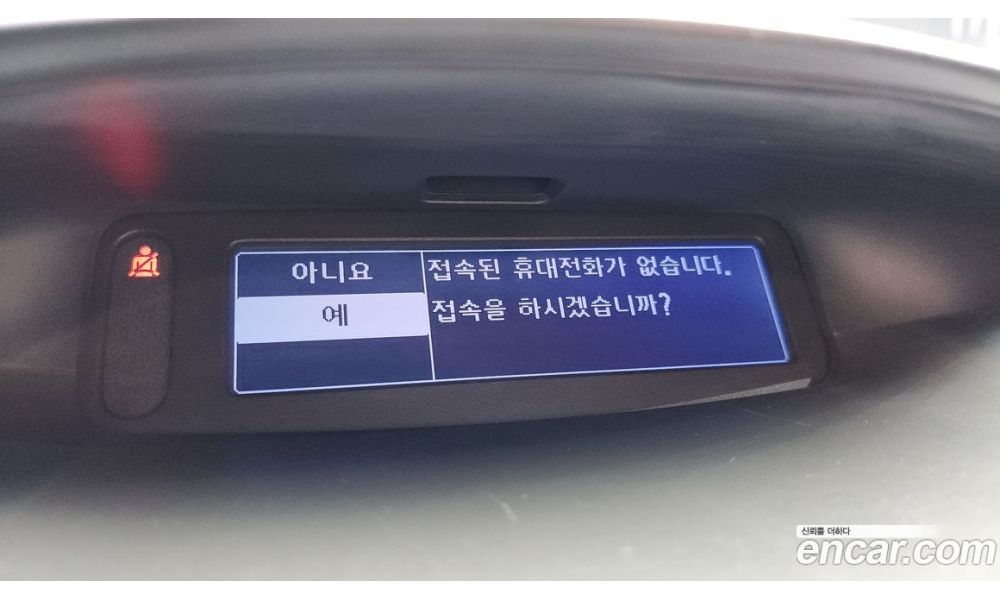 아니요
예
접속된 휴대전화가 없습니다.
접속을 하시겠습니까?
신뢰를 더하다
encar.com